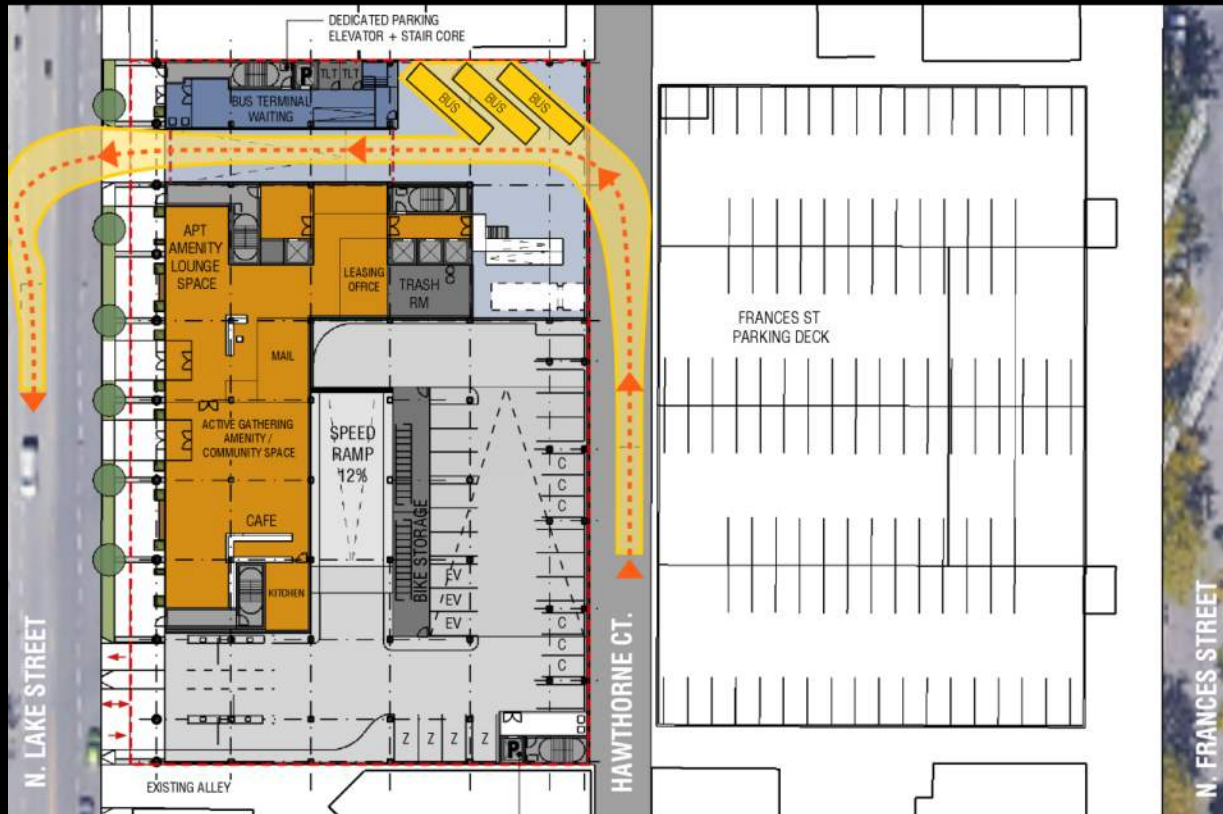 DEDICATED PARKING
ELEVATOR + STAIR CORE
P
TLT
TLT
BUS TERMINAL
WAITING
BUS
BUS
BUS
APT
AMENITY
LOUNGE
SPACE
LEASING
OFFICE
TRASH
RM
MAIL
ACTIVE GATHERING
AMENITY /
COMMUNITY SPACE
SPEED
RAMP
12%
BIKE STORAGE
CAFE
KITCHEN
C
C
C
EV
EV
EV
C
C
C
Z
Z
Z
Z
P
EXISTING ALLEY
N. LAKE STREET
HAWTHORNE CT.
FRANCES ST
PARKING DECK
N. FRANCES STREET